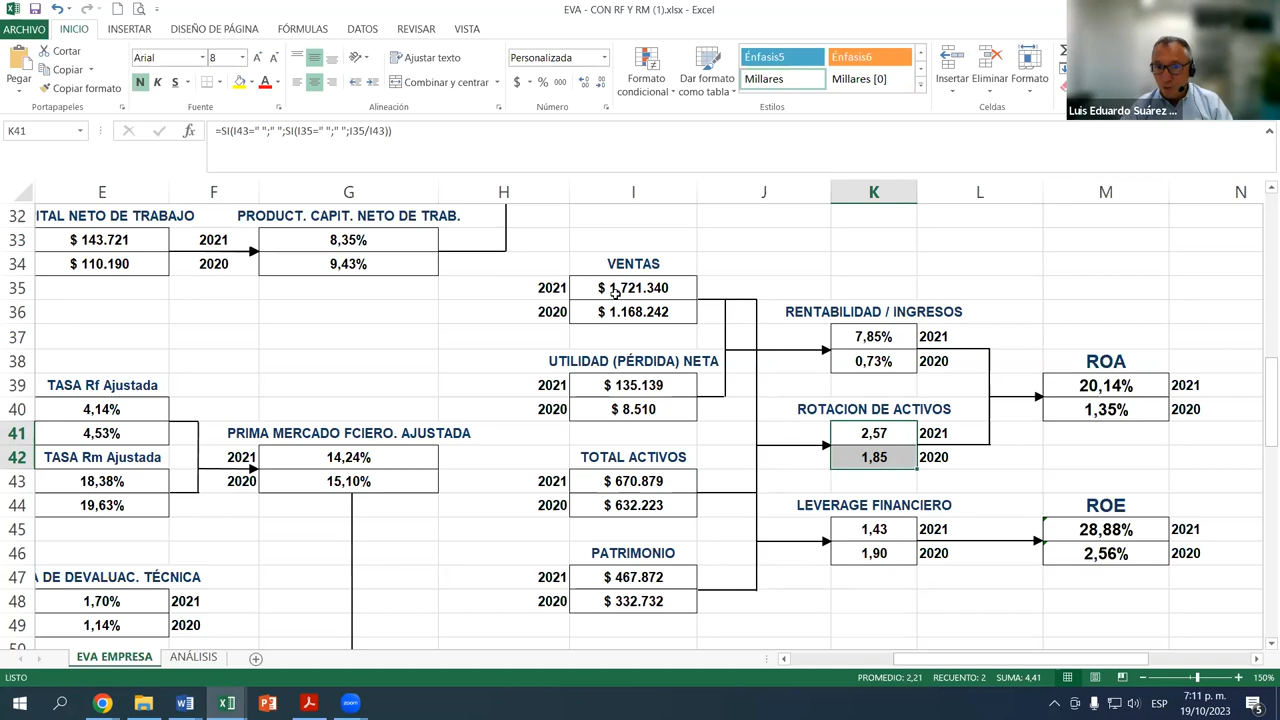 EVA - CON RF Y RM (1).xlsx - Excel
ARCHIVO INICIO INSERTAR DISEÑO DE PÁGINA FÓRMULAS DATOS REVISAR VISTA
Pegar
Cortar
Copiar
Copiar formato
Portapapeles
Arial 8
N K S
Fuente
Ajustar texto
Combinar y centrar
Alineación
Personalizada
$ % 000
Número
Formato condicional
Dar formato como tabla
Énfasis5 Énfasis6
Millares Millares [0]
Estilos
Insertar Eliminar Formato
Celdas
Luis Eduardo Suárez ...
K41 fx =SI(I43=" ";" ";SI(I35=" ";" ";I35/I43))
E F G H I J K L M N
32 ITAL NETO DE TRABAJO PRODUCT. CAPIT. NETO DE TRAB.
33 $ 143.721 2021 8,35%
34 $ 110.190 2020 9,43% VENTAS
35 2021 $ 1.721.340
36 2020 $ 1.168.242 RENTABILIDAD / INGRESOS
37 7,85% 2021
38 UTILIDAD (PÉRDIDA) NETA 0,73% 2020 ROA
39 TASA Rf Ajustada 2021 $ 135.139 20,14% 2021
40 4,14% 2020 $ 8.510 ROTACION DE ACTIVOS 1,35% 2020
41 4,53% PRIMA MERCADO FCIERO. AJUSTADA 2,57 2021
42 TASA Rm Ajustada 2021 14,24% TOTAL ACTIVOS 1,85 2020
43 18,38% 2020 15,10% 2021 $ 670.879
44 19,63% 2020 $ 632.223 LEVERAGE FINANCIERO ROE
45 1,43 2021 28,88% 2021
46 PATRIMONIO 1,90 2020 2,56% 2020
47 A DE DEVALUAC. TÉCNICA 2021 $ 467.872
48 1,70% 2021 2020 $ 332.732
49 1,14% 2020
EVA EMPRESA ANÁLISIS
LISTO PROMEDIO: 2,21 RECUENTO: 2 SUMA: 4,41 150%
ESP
7:11 p. m.
19/10/2023
5